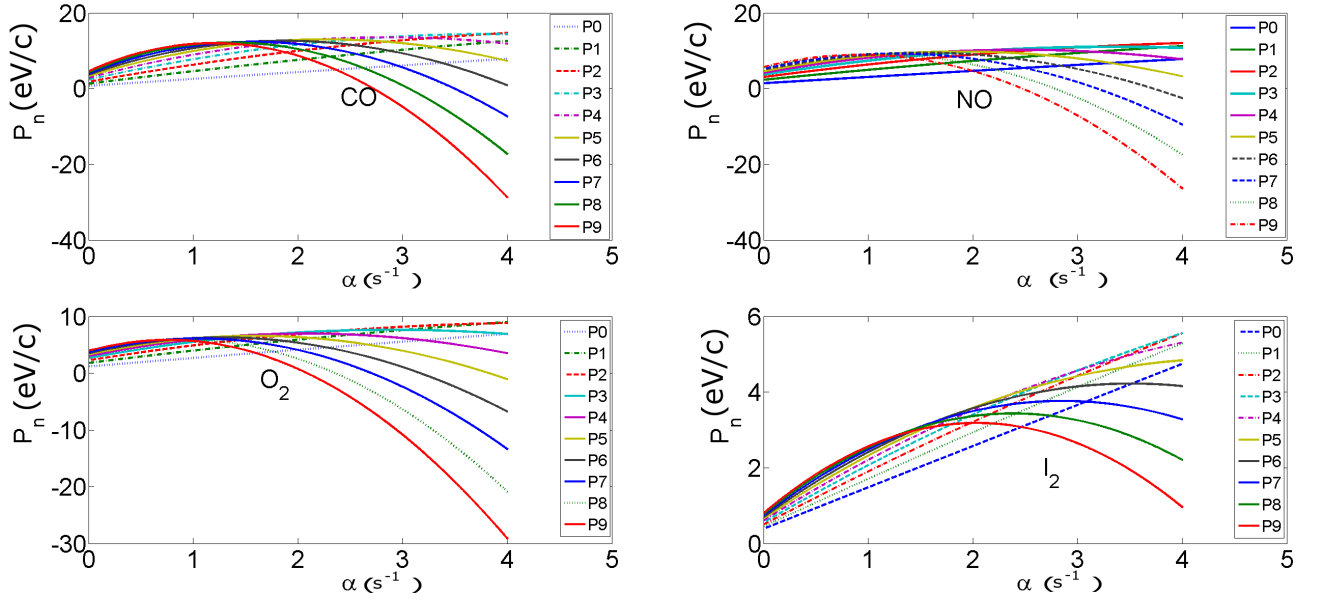 20
0
-20
-40
P_n (eV/c)
0 1 2 3 4 5
α (s⁻¹)
CO
P0
P1
P2
P3
P4
P5
P6
P7
P8
P9
20
0
-20
-40
P_n (eV/c)
0 1 2 3 4 5
α (s⁻¹)
NO
P0
P1
P2
P3
P4
P5
P6
P7
P8
P9
10
0
-10
-20
-30
P_n (eV/c)
0 1 2 3 4 5
α (s⁻¹)
O₂
P0
P1
P2
P3
P4
P5
P6
P7
P8
P9
6
4
2
0
P_n (eV/c)
0 1 2 3 4 5
α (s⁻¹)
I₂
P0
P1
P2
P3
P4
P5
P6
P7
P8
P9